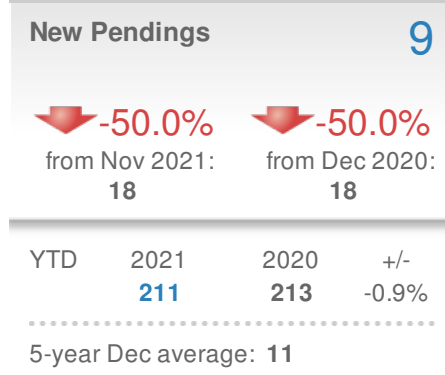 New Pendings 9
-50.0% -50.0%
from Nov 2021: from Dec 2020:
18 18
YTD 2021 2020 +/-
211 213 -0.9%
5-year Dec average: 11